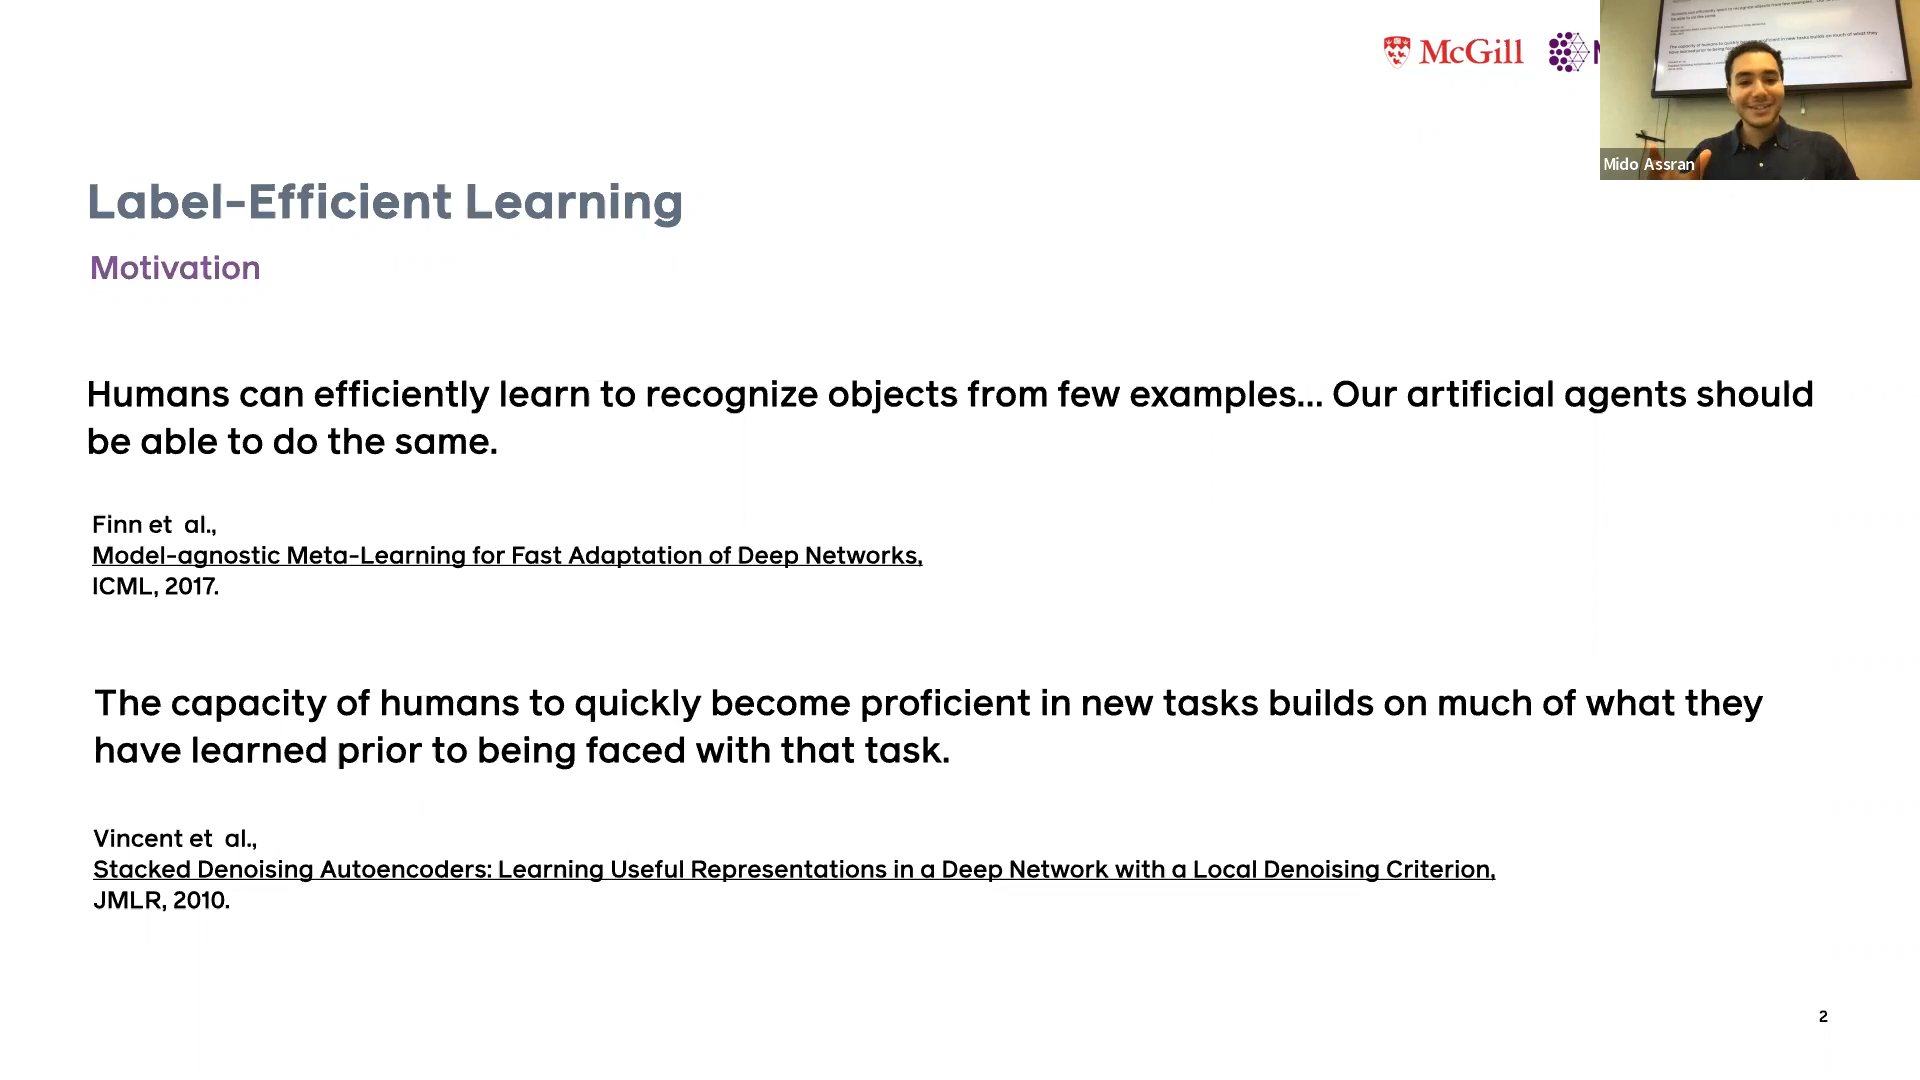 McGill
Mido Assran
Label-Efficient Learning
Motivation
Humans can efficiently learn to recognize objects from few examples... Our artificial agents should
be able to do the same.
Finn et al.,
Model-agnostic Meta-Learning for Fast Adaptation of Deep Networks,
ICML, 2017.
The capacity of humans to quickly become proficient in new tasks builds on much of what they
have learned prior to being faced with that task.
Vincent et al.,
Stacked Denoising Autoencoders: Learning Useful Representations in a Deep Network with a Local Denoising Criterion,
JMLR, 2010.
2